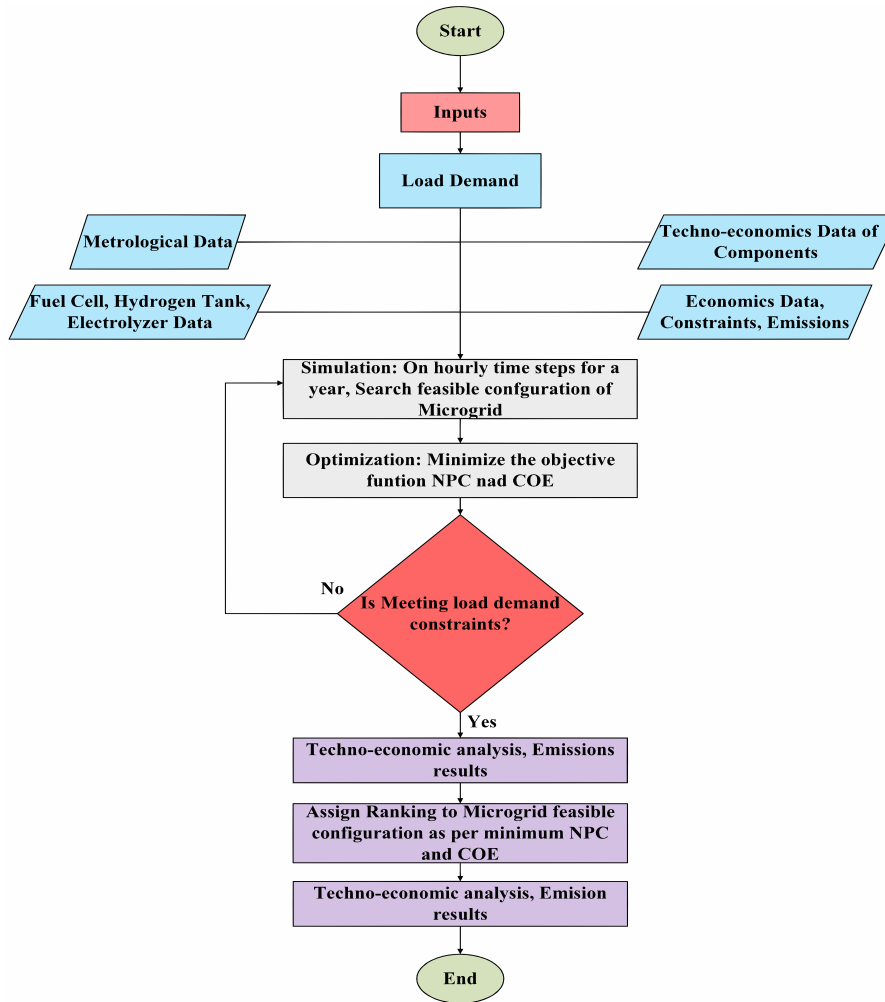 Start
Inputs
Load Demand
Metrological Data
Techno-economics Data of
Components
Fuel Cell, Hydrogen Tank,
Electrolyzer Data
Economics Data,
Constraints, Emissions
Simulation: On hourly time steps for a
year, Search feasible confguration of
Microgrid
Optimization: Minimize the objective
funtion NPC nad COE
No
Is Meeting load demand
constraints?
Yes
Techno-economic analysis, Emissions
results
Assign Ranking to Microgrid feasible
configuration as per minimum NPC
and COE
Techno-economic analysis, Emision
results
End